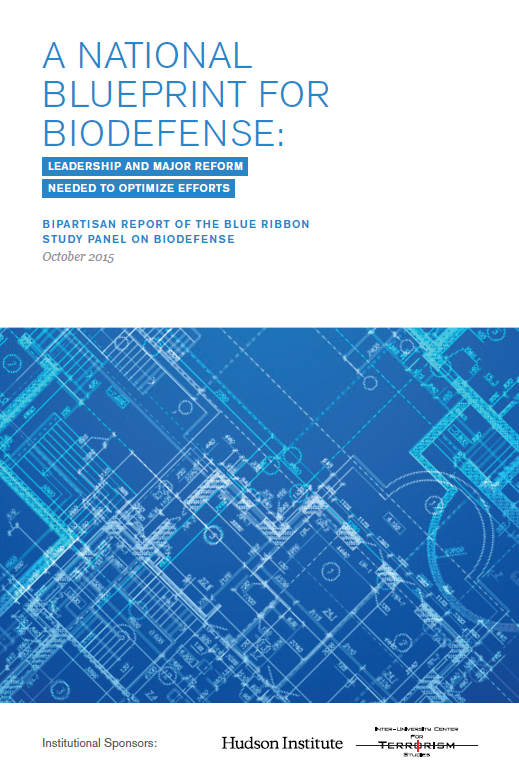 A NATIONAL
BLUEPRINT FOR
BIODEFENSE:
LEADERSHIP AND MAJOR REFORM
NEEDED TO OPTIMIZE EFFORTS
BIPARTISAN REPORT OF THE BLUE RIBBON
STUDY PANEL ON BIODEFENSE
October 2015
Institutional Sponsors:
Hudson Institute
Inter-University Center
For
Terrorism
Studies